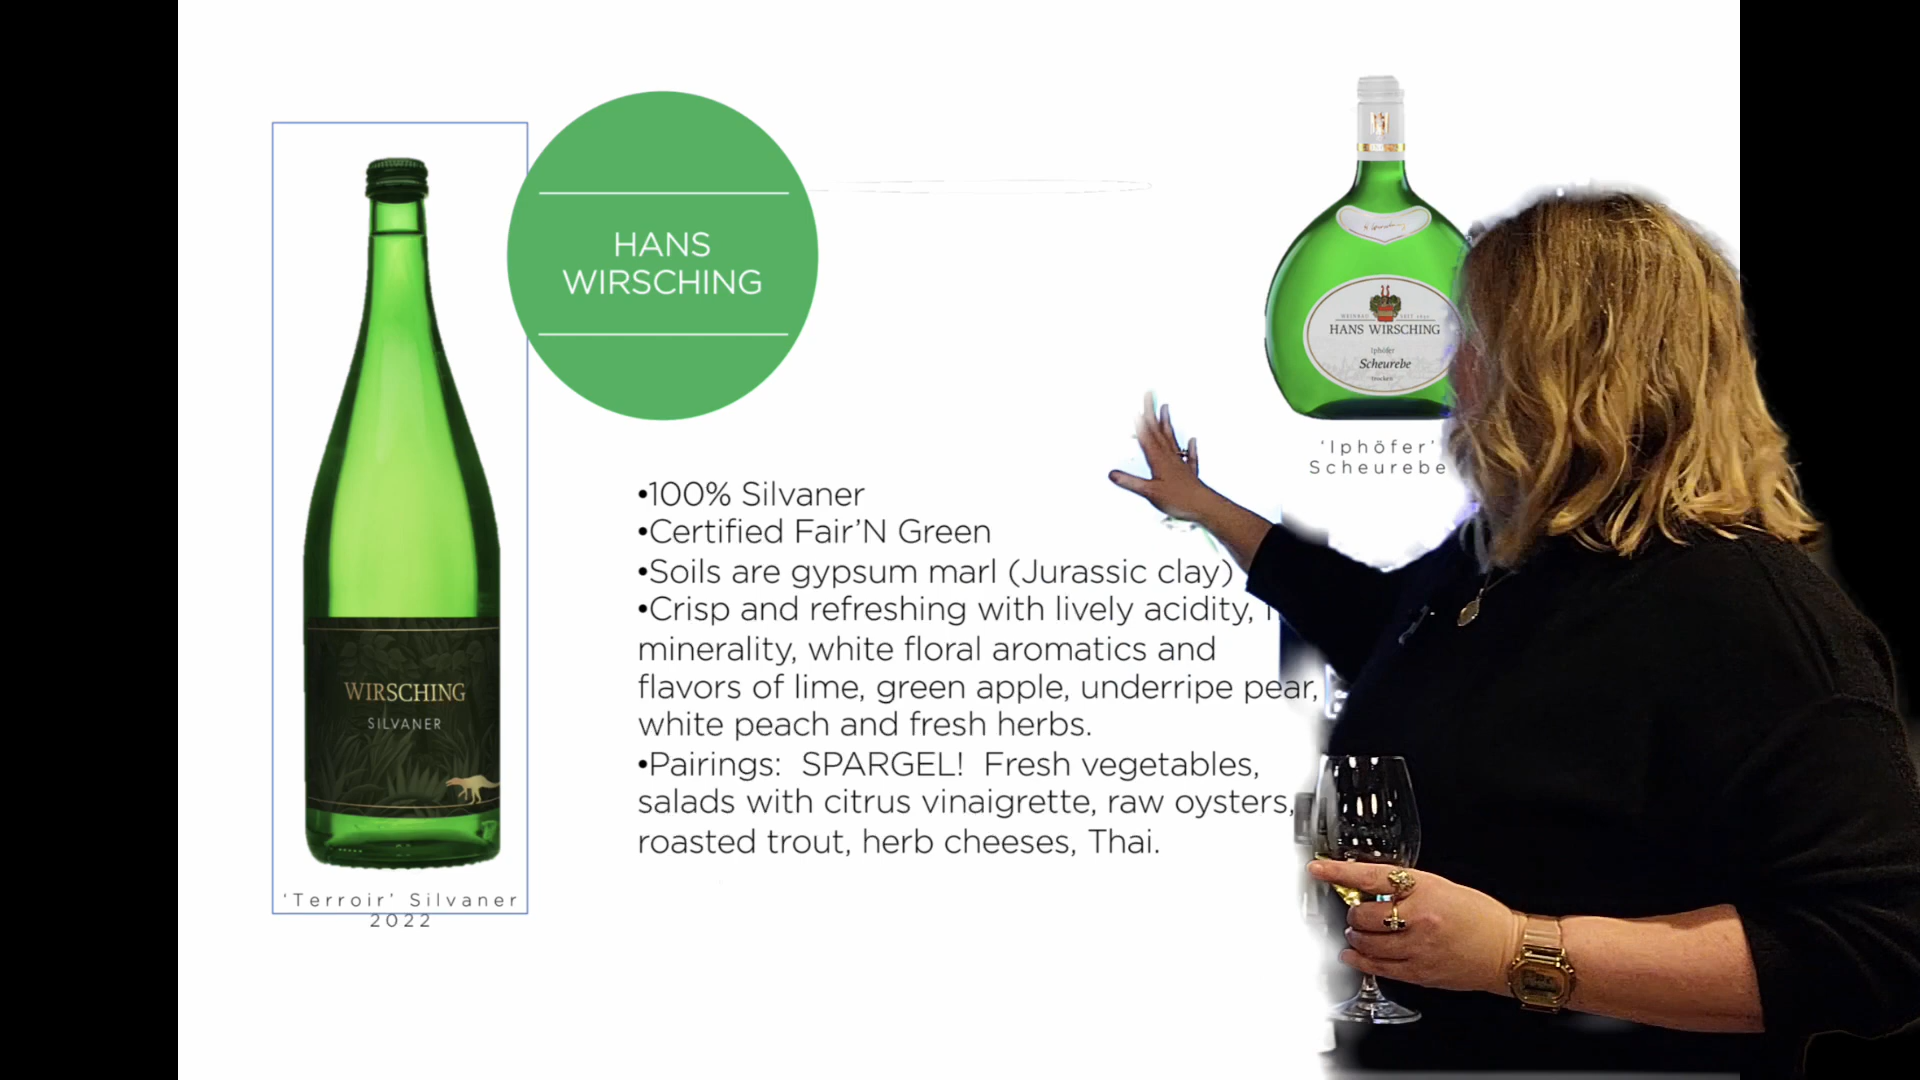 HANS
WIRSCHING
WIRSCHING
SILVANER
'Terroir' Silvaner
2022
HANS WIRSCHING
Iphöfer
Scheurebe
trocken
'Iphöfer'
Scheurebe
•100% Silvaner
•Certified Fair'N Green
•Soils are gypsum marl (Jurassic clay)
•Crisp and refreshing with lively acidity,
minerality, white floral aromatics and
flavors of lime, green apple, underripe pear,
white peach and fresh herbs.
•Pairings: SPARGEL! Fresh vegetables,
salads with citrus vinaigrette, raw oysters,
roasted trout, herb cheeses, Thai.